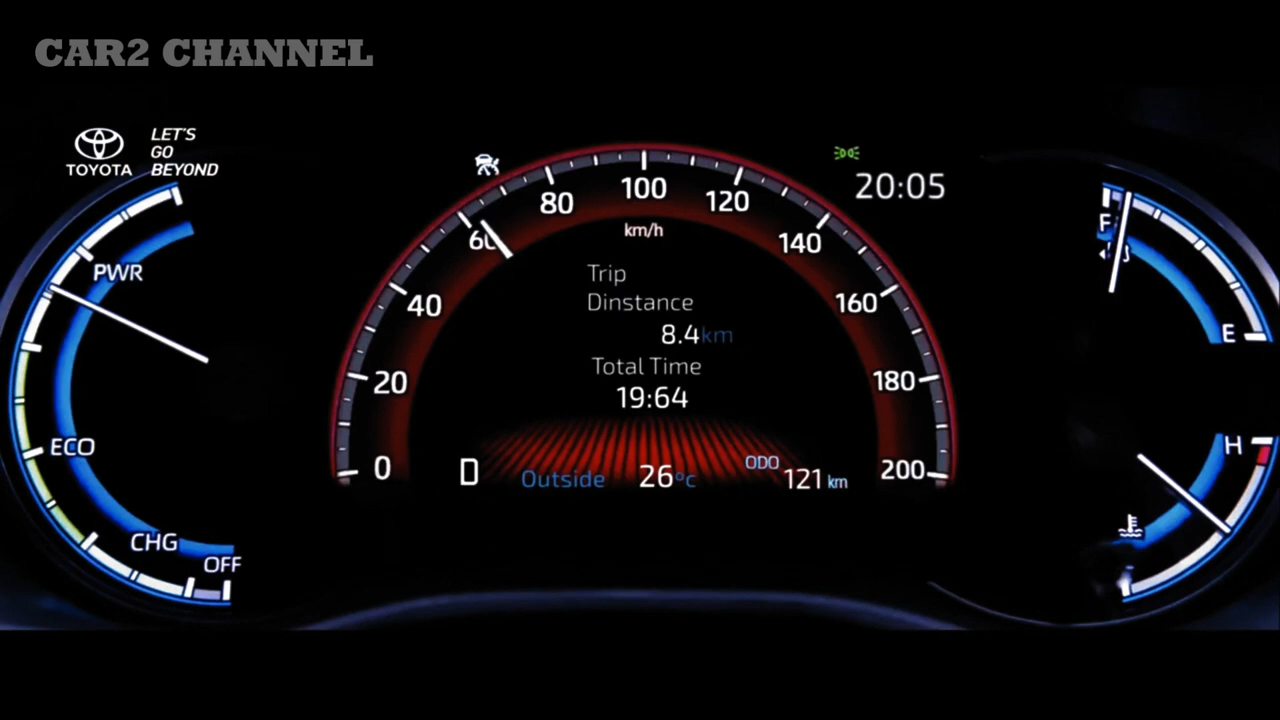 CAR2 CHANNEL
TOYOTA
LET'S
GO
BEYOND
PWR
ECO
CHG
OFF
0
20
40
60
80
100
120
140
160
180
200
km/h
20:05
Trip
Dinstance
8.4km
Total Time
19:64
D
Outside 26°c
ODO 121 km
F
E
H